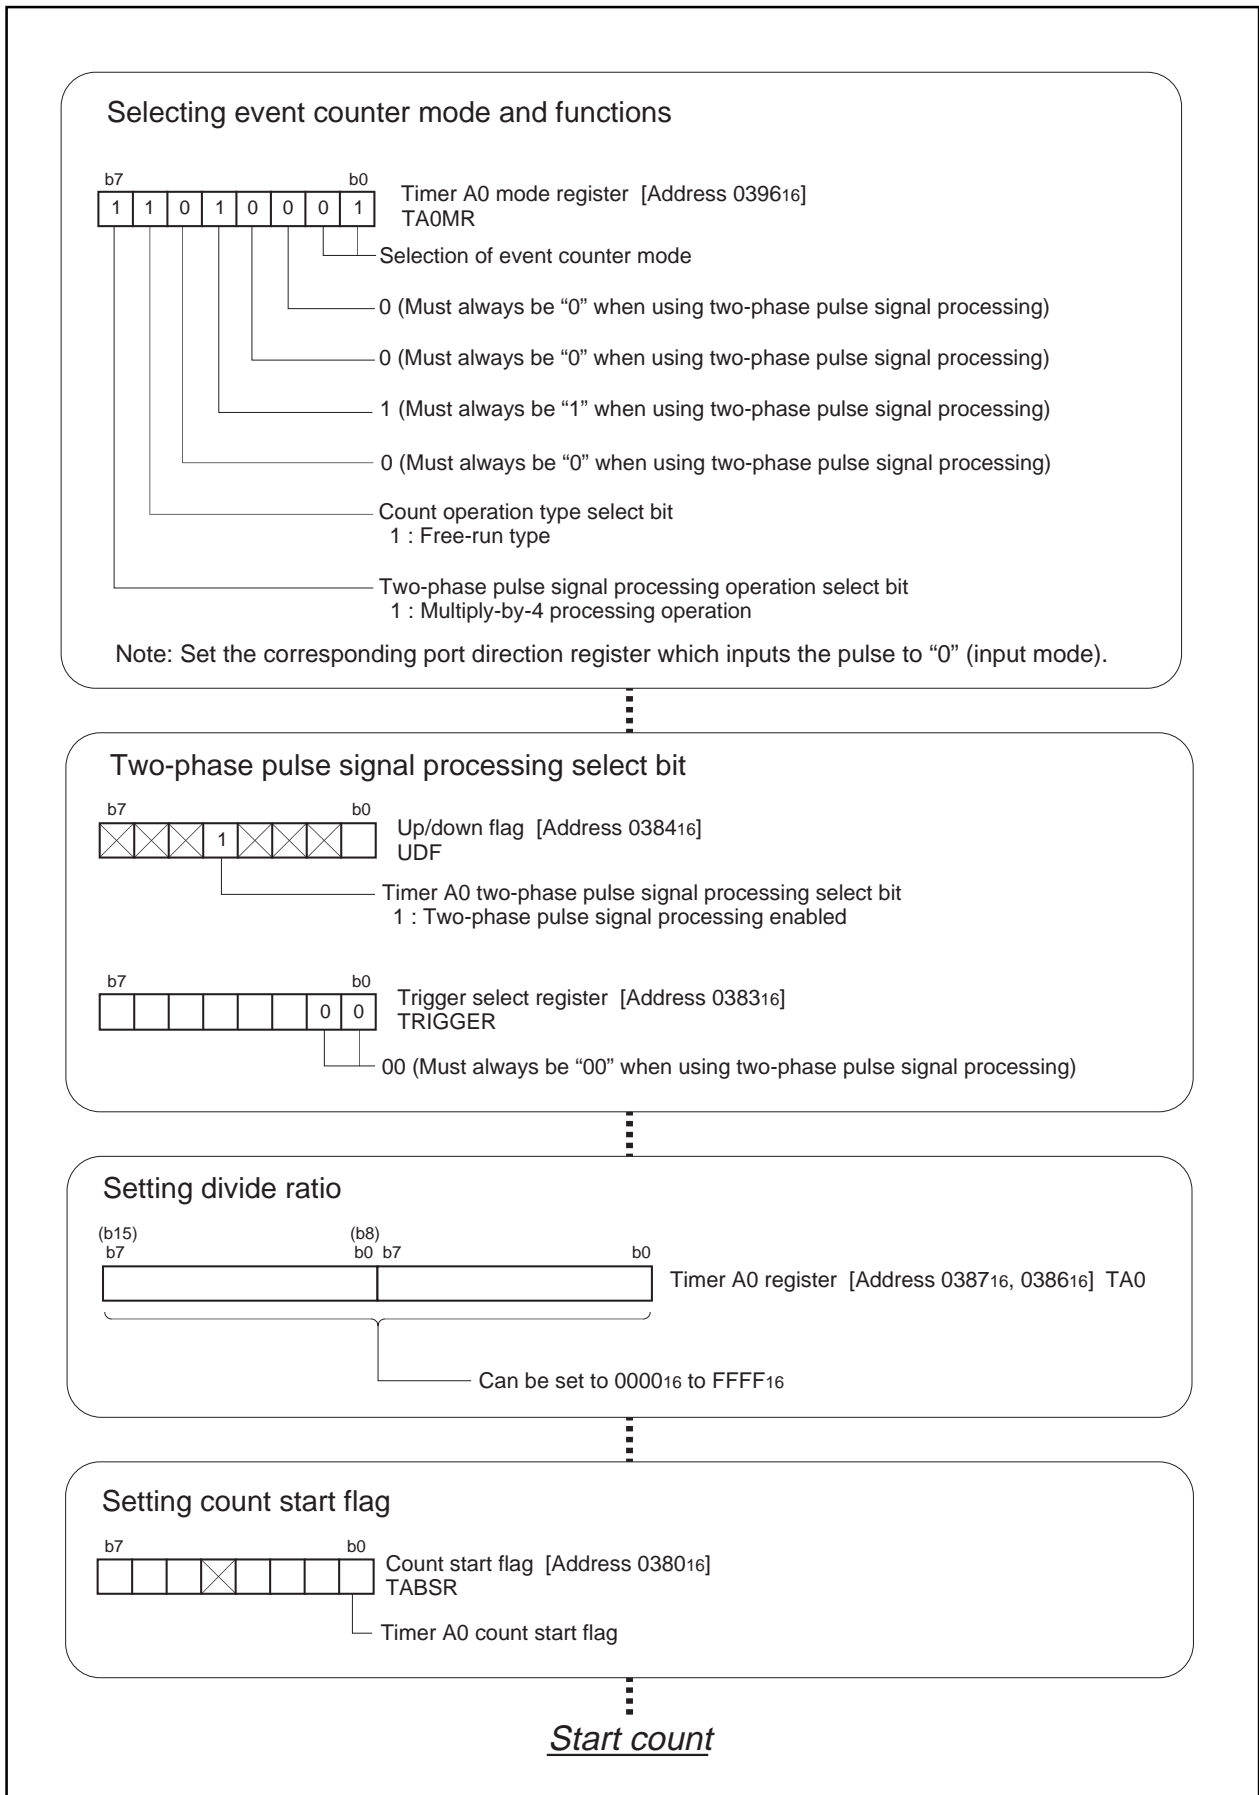 Selecting event counter mode and functions
b7 b0
1 1 0 1 0 0 0 1
Timer A0 mode register [Address 039616]
TA0MR
Selection of event counter mode
0 (Must always be “0” when using two-phase pulse signal processing)
0 (Must always be “0” when using two-phase pulse signal processing)
1 (Must always be “1” when using two-phase pulse signal processing)
0 (Must always be “0” when using two-phase pulse signal processing)
Count operation type select bit
1 : Free-run type
Two-phase pulse signal processing operation select bit
1 : Multiply-by-4 processing operation
Note: Set the corresponding port direction register which inputs the pulse to “0” (input mode).
Two-phase pulse signal processing select bit
b7 b0
1
Up/down flag [Address 038416]
UDF
Timer A0 two-phase pulse signal processing select bit
1 : Two-phase pulse signal processing enabled
b7 b0
0 0
Trigger select register [Address 038316]
TRIGGER
00 (Must always be “00” when using two-phase pulse signal processing)
Setting divide ratio
(b15) (b8)
b7 b0 b7 b0
Timer A0 register [Address 038716, 038616] TA0
Can be set to 000016 to FFFF16
Setting count start flag
b7 b0
Count start flag [Address 038016]
TABSR
Timer A0 count start flag
Start count